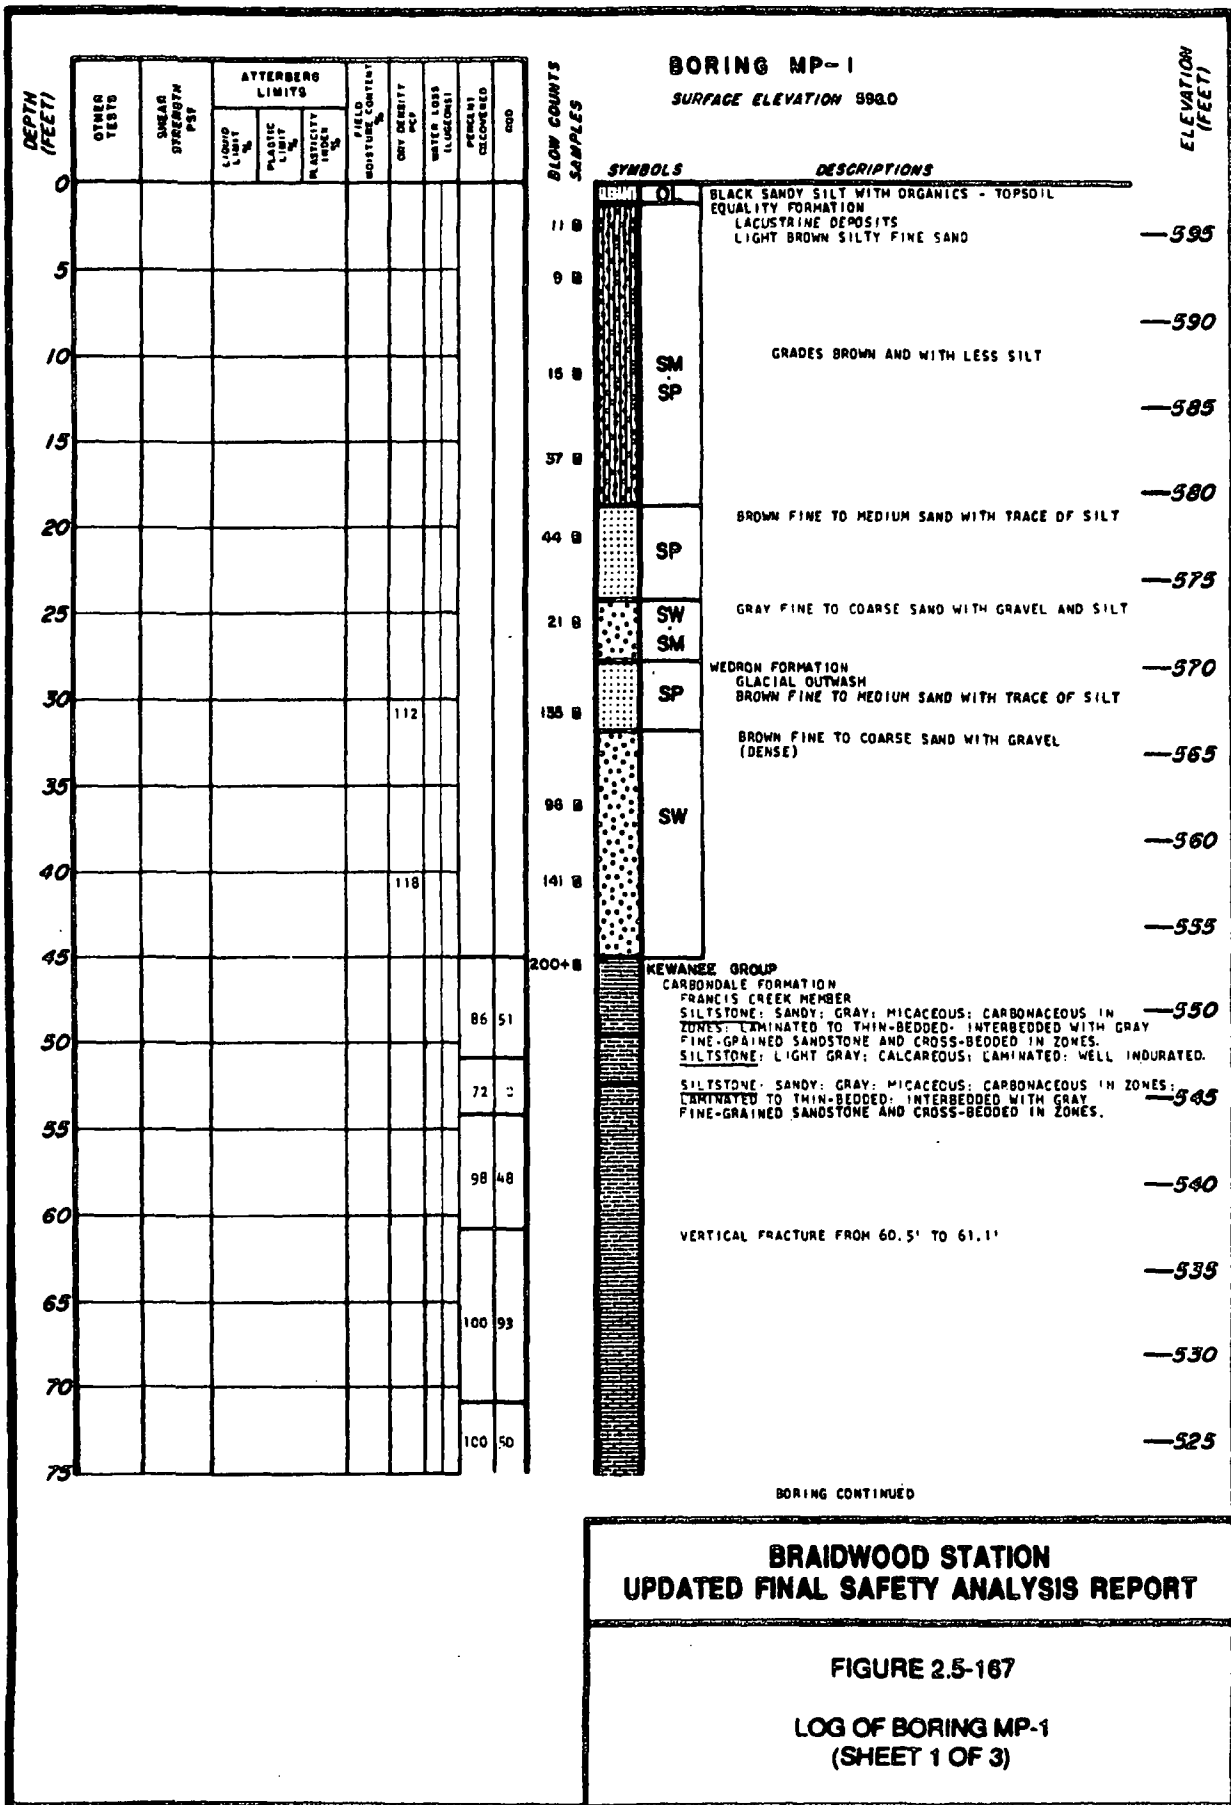 BORING MP-1
SURFACE ELEVATION
DEPTH (FEET)
OTHER TESTS
SHEAR STRENGTH PSF
ATTERBERG LIMITS
LIQUID LIMIT %
PLASTIC LIMIT %
PLASTICITY INDEX %
FIELD MOISTURE CONTENT %
DRY DENSITY PCF
WATER LOSS (LUGEONS)
PERCENT RECOVERED
RQD
BLOW COUNTS
SAMPLES
SYMBOLS
DESCRIPTIONS
ELEVATION (FEET)
0
OL
BLACK SANDY SILT WITH ORGANICS - TOPSOIL
EQUALITY FORMATION
LACUSTRINE DEPOSITS
LIGHT BROWN SILTY FINE SAND
11
—595
5
9
—590
10
GRADES BROWN AND WITH LESS SILT
15
SM
SP
—585
15
37
—580
BROWN FINE TO MEDIUM SAND WITH TRACE OF SILT
20
44
SP
—575
25
GRAY FINE TO COARSE SAND WITH GRAVEL AND SILT
21
SW
SM
WEDRON FORMATION
—570
GLACIAL OUTWASH
BROWN FINE TO MEDIUM SAND WITH TRACE OF SILT
30
SP
112
BROWN FINE TO COARSE SAND WITH GRAVEL
(DENSE)
—565
35
SW
—560
40
118
141
—555
45
200+
KEWANEE GROUP
CARBONDALE FORMATION
FRANCIS CREEK MEMBER
SILTSTONE: SANDY: GRAY: MICACEOUS: CARBONACEOUS IN
—550
86 51
ZONES: LAMINATED TO THIN-BEDDED: INTERBEDDED WITH GRAY
FINE-GRAINED SANDSTONE AND CROSS-BEDDED IN ZONES.
50
SILTSTONE: LIGHT GRAY: CALCAREOUS: LAMINATED: WELL INDURATED.
72
SILTSTONE: SANDY: GRAY: MICACEOUS: CARBONACEOUS IN ZONES:
LAMINATED TO THIN-BEDDED: INTERBEDDED WITH GRAY
—545
FINE-GRAINED SANDSTONE AND CROSS-BEDDED IN ZONES.
55
98 48
—540
60
VERTICAL FRACTURE FROM 60.5' TO 61.1'
—535
65
100 93
—530
70
100 50
—525
75
BORING CONTINUED
BRAIDWOOD STATION
UPDATED FINAL SAFETY ANALYSIS REPORT
FIGURE 2.5-167
LOG OF BORING MP-1
(SHEET 1 OF 3)